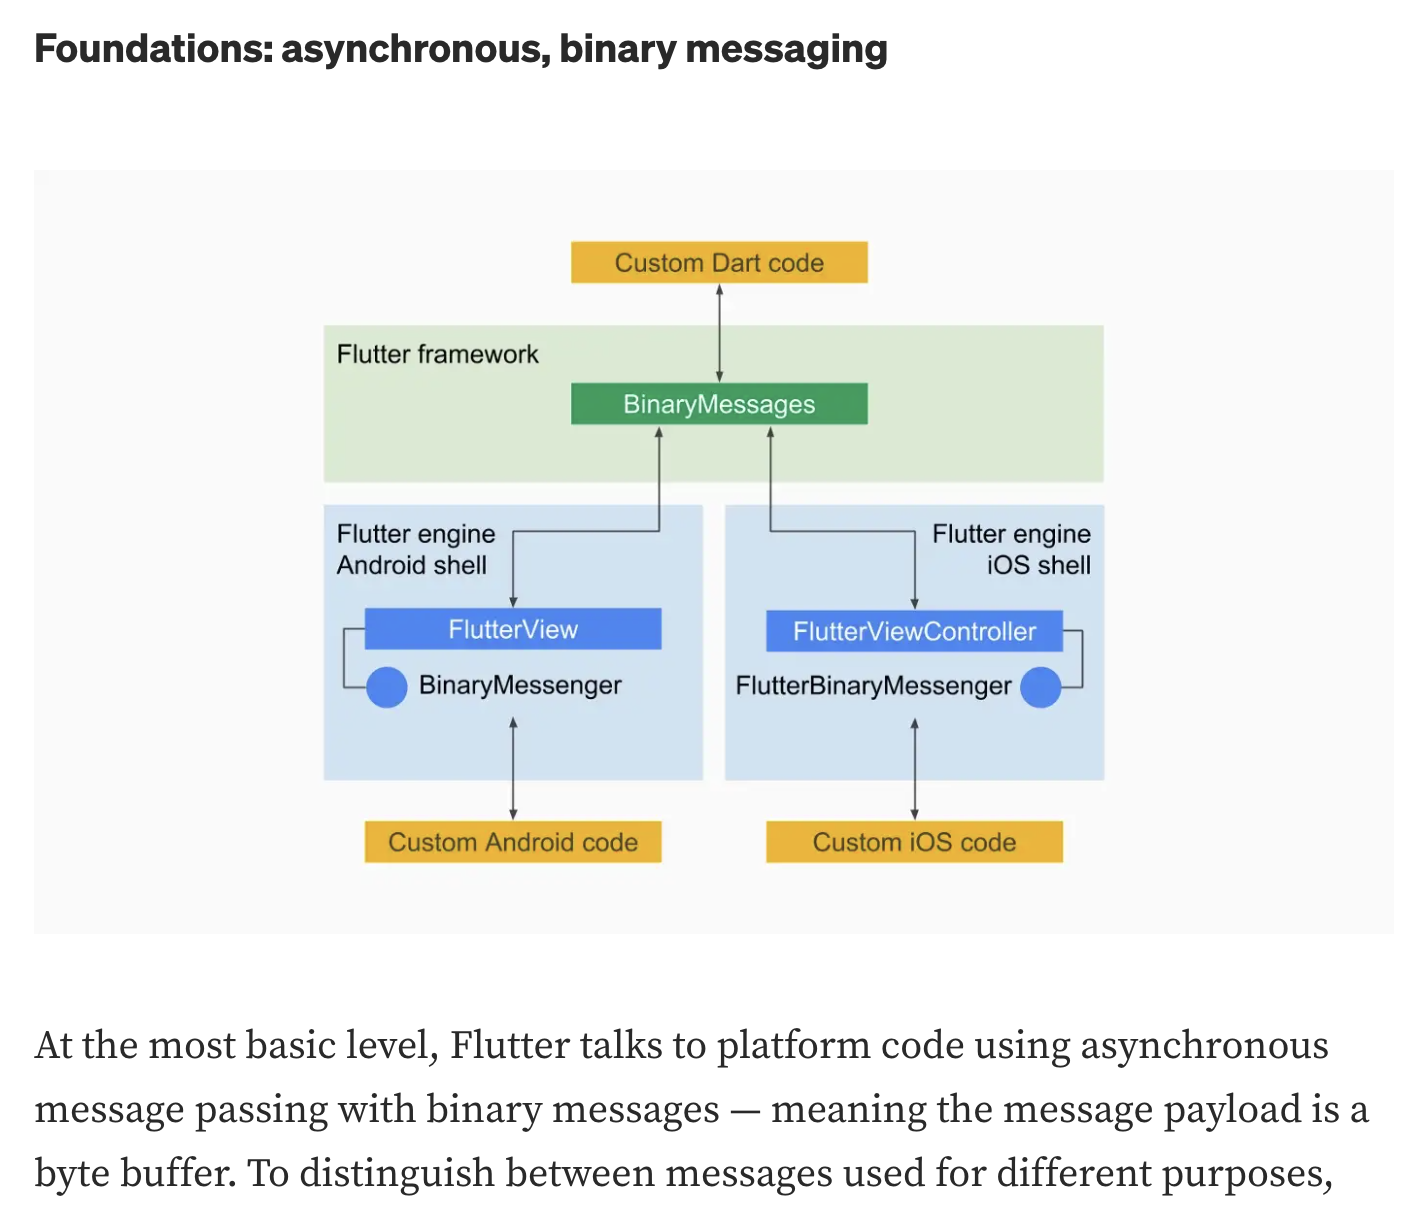 Foundations: asynchronous, binary messaging
Custom Dart code
Flutter framework
BinaryMessages
Flutter engine
Android shell
FlutterView
BinaryMessenger
Flutter engine
iOS shell
FlutterViewController
FlutterBinaryMessenger
Custom Android code
Custom iOS code
At the most basic level, Flutter talks to platform code using asynchronous
message passing with binary messages — meaning the message payload is a
byte buffer. To distinguish between messages used for different purposes,